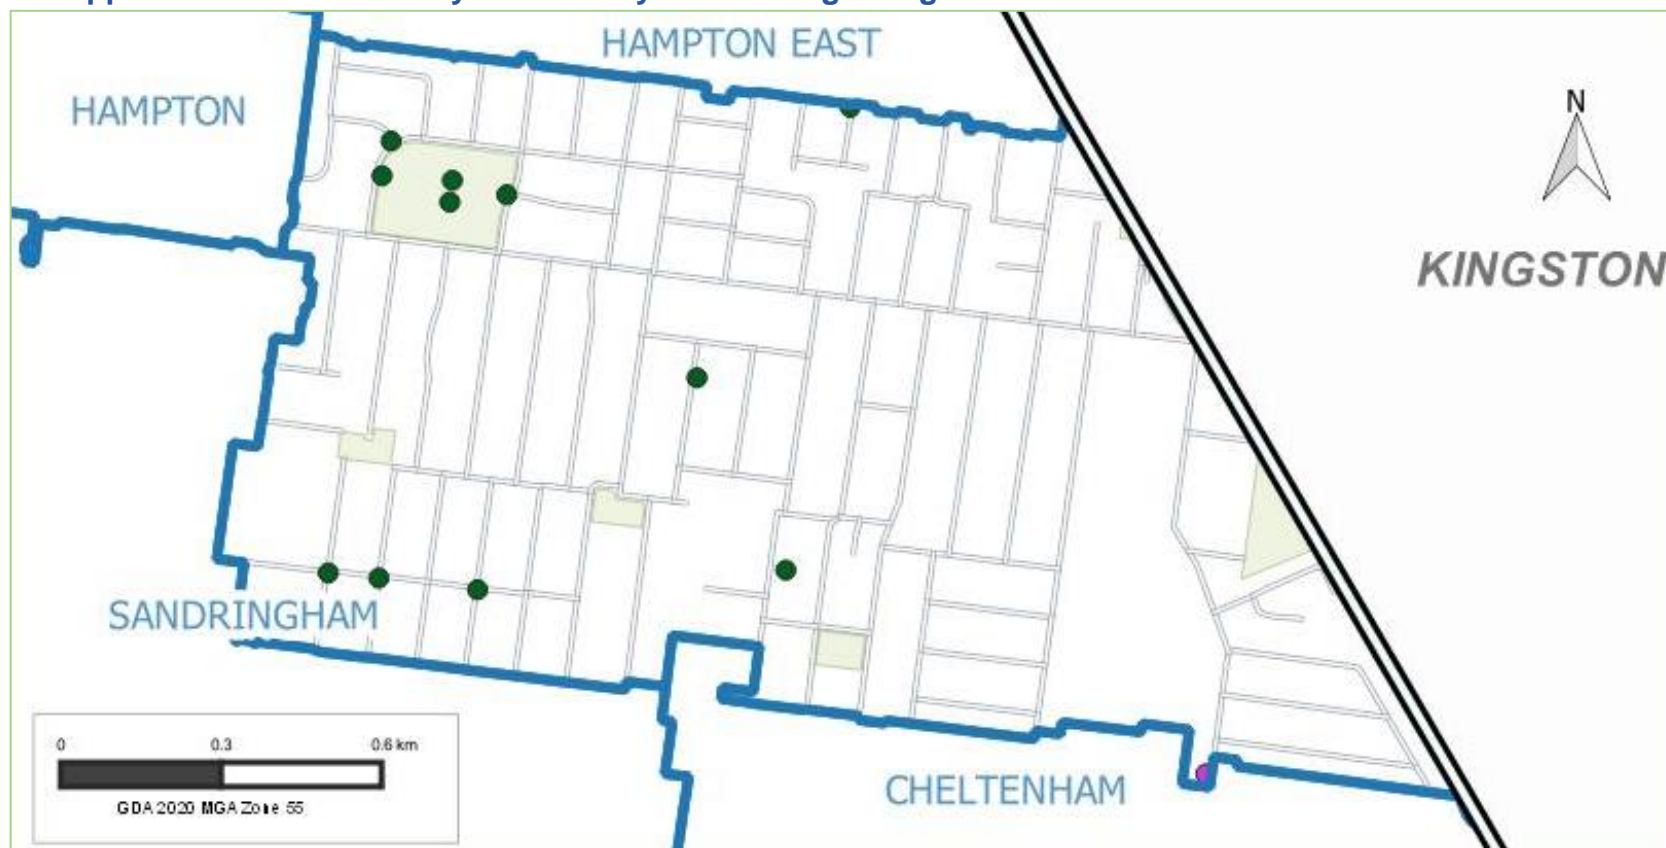 HAMPTON EAST
HAMPTON
N
KINGSTON
SANDRINGHAM
0 0.3 0.6 km
GDA 2020 MGA Zone 55
CHELTENHAM